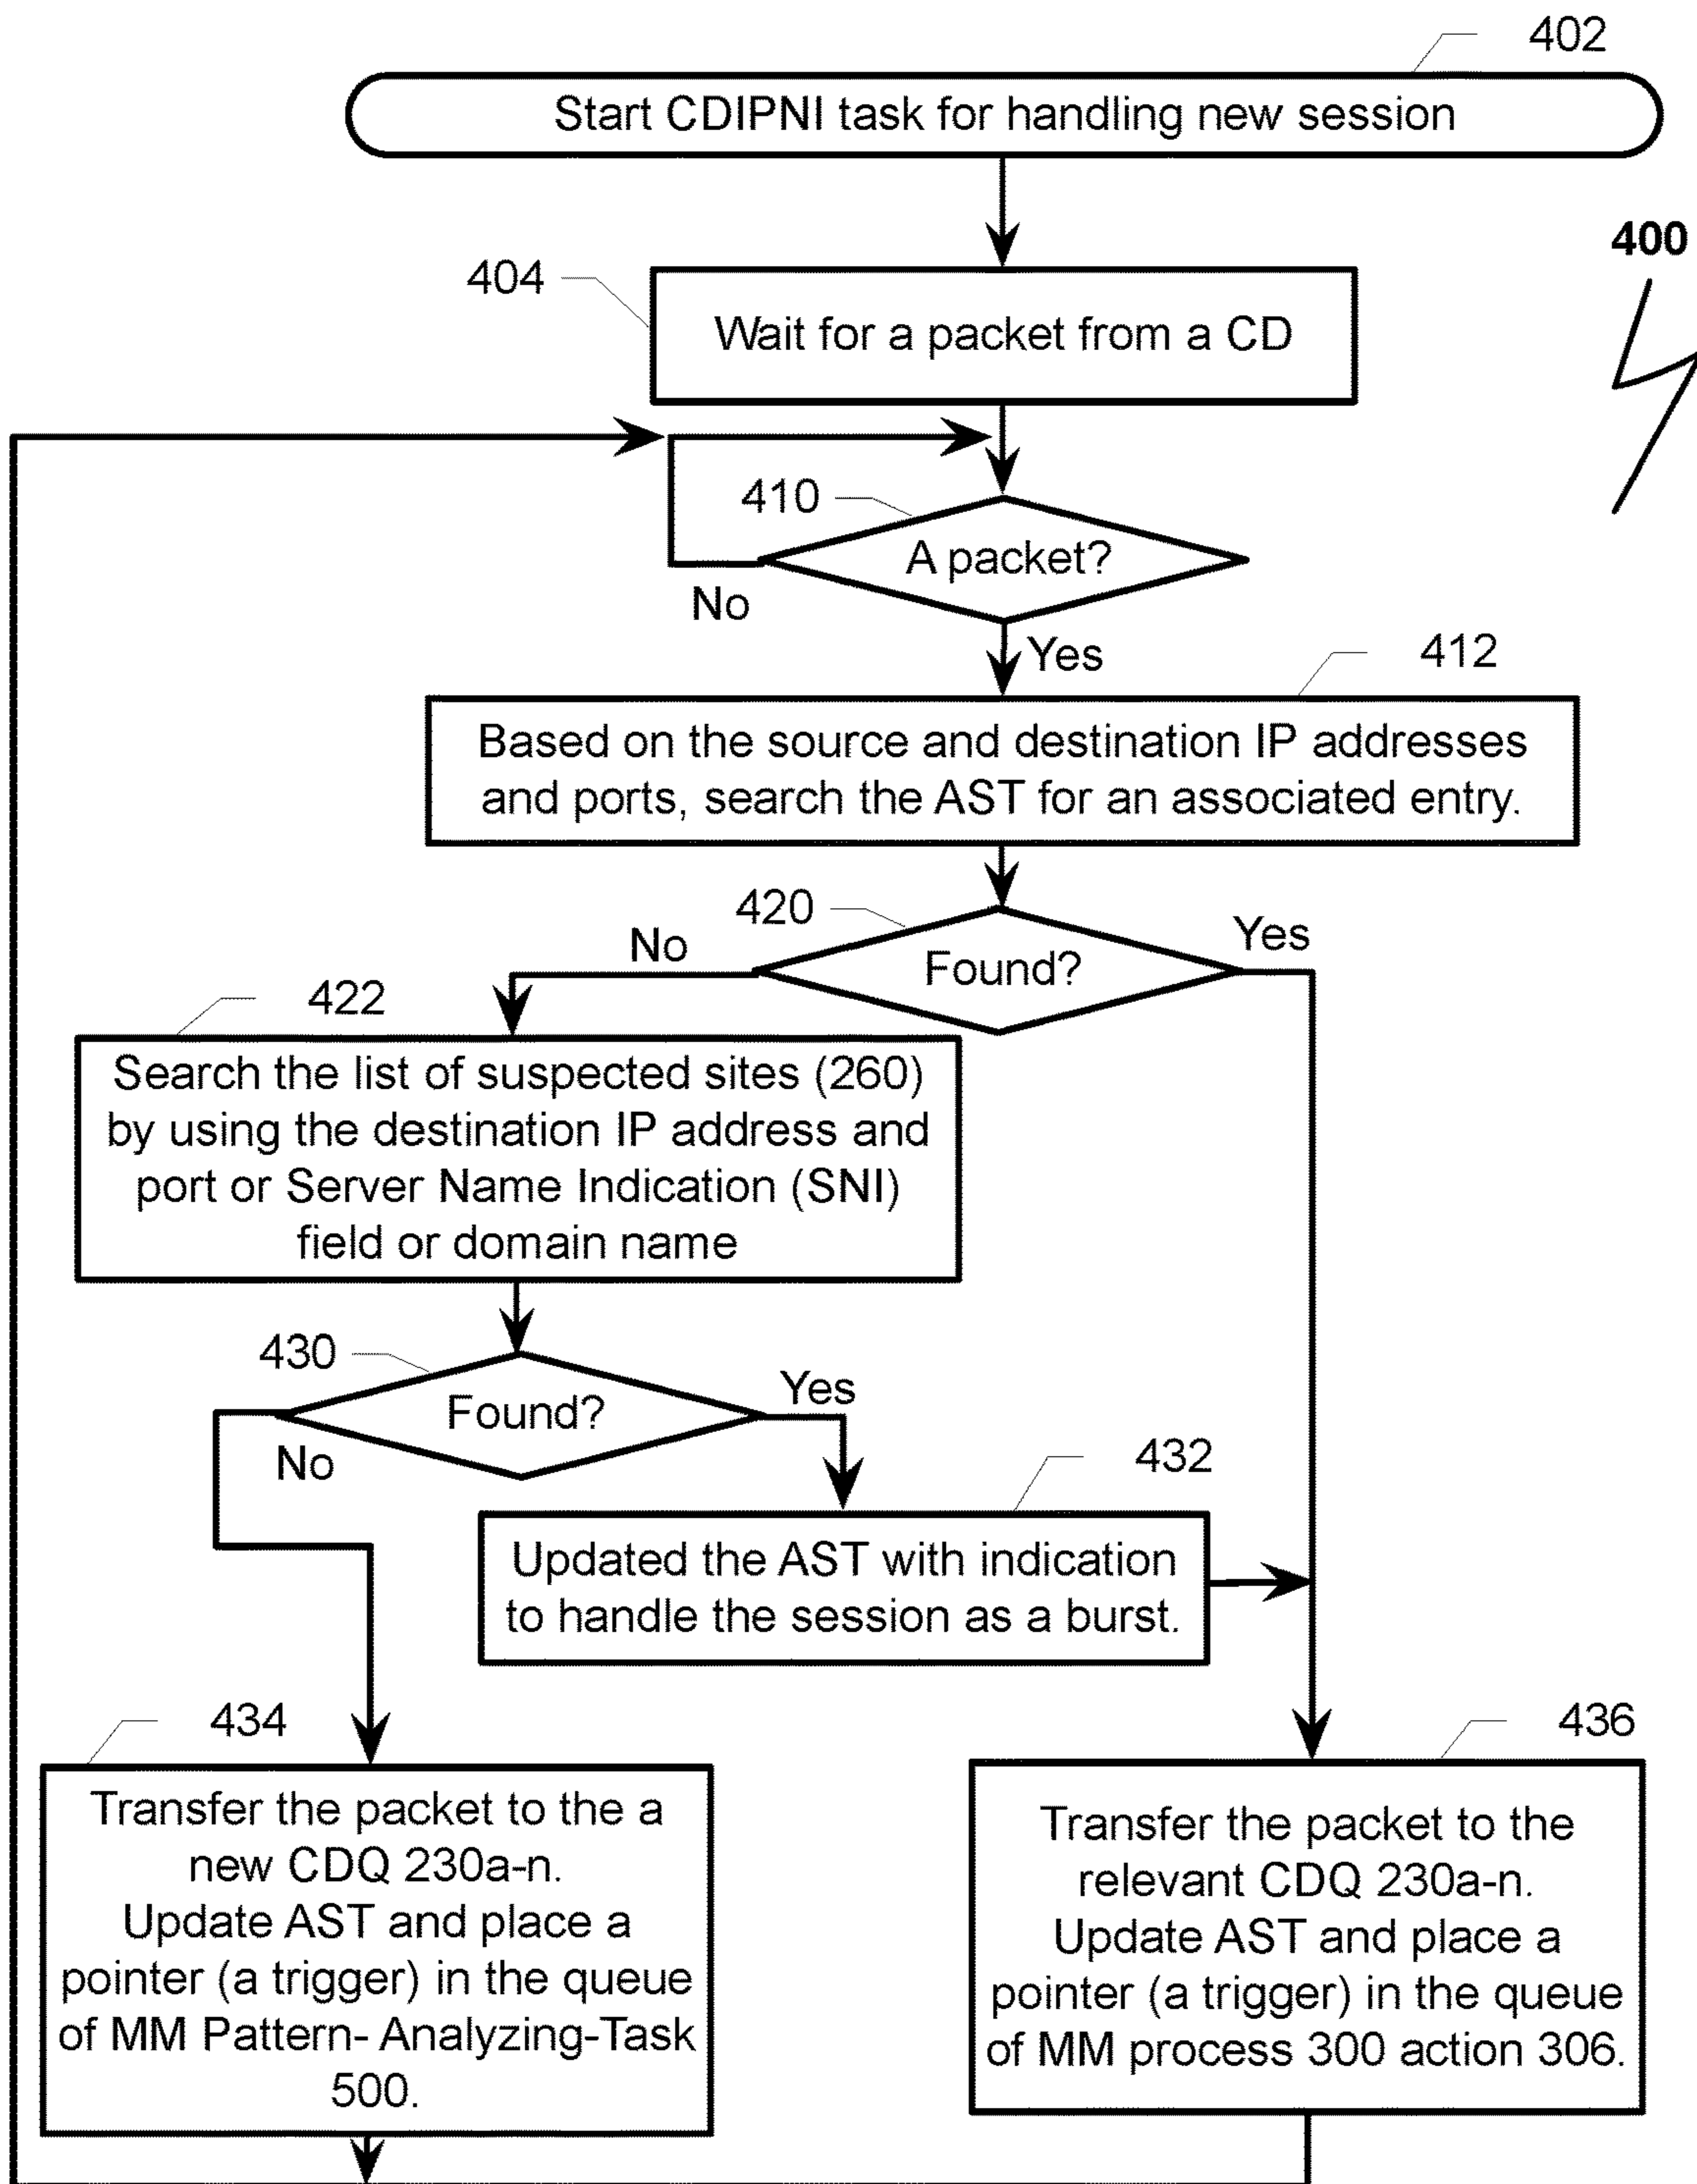 402
Start CDIPNI task for handling new session
400
404
Wait for a packet from a CD
410
A packet?
No
Yes
412
Based on the source and destination IP addresses
and ports, search the AST for an associated entry.
420
No
Found?
Yes
422
Search the list of suspected sites (260)
by using the destination IP address and
port or Server Name Indication (SNI)
field or domain name
430
Found?
Yes
No
432
Updated the AST with indication
to handle the session as a burst.
434
Transfer the packet to the a
new CDQ 230a-n.
Update AST and place a
pointer (a trigger) in the queue
of MM Pattern- Analyzing-Task
500.
436
Transfer the packet to the
relevant CDQ 230a-n.
Update AST and place a
pointer (a trigger) in the queue
of MM process 300 action 306.